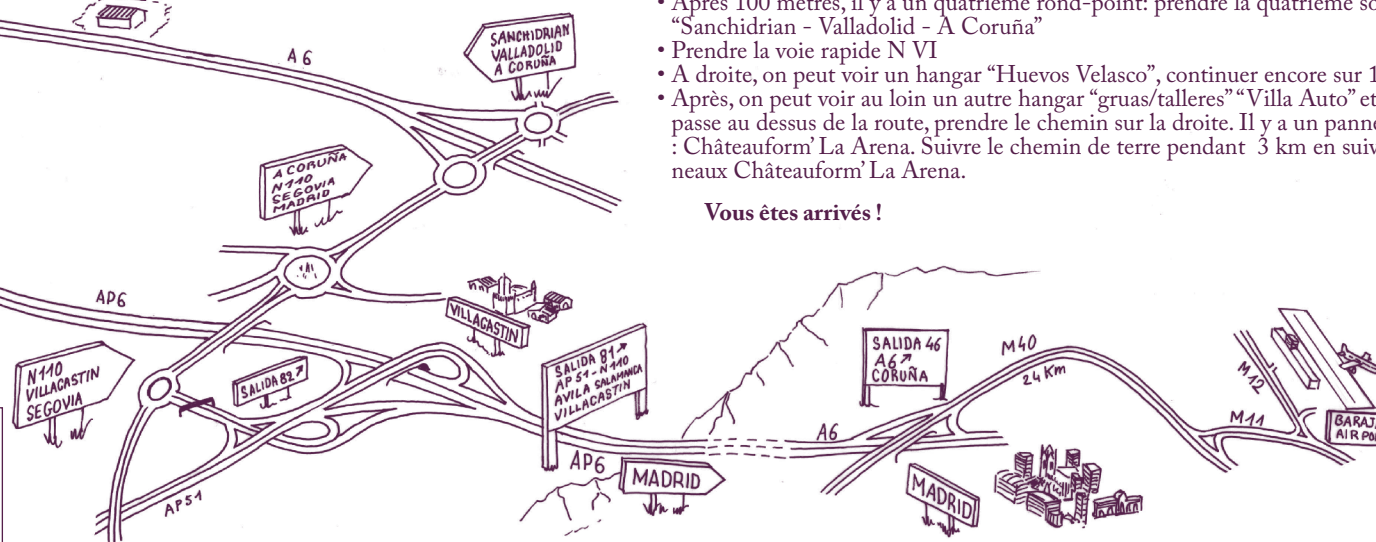 • Après 100 mètres, il y a un quatrième rond-point: prendre la quatrième
“Sanchidrian - Valladolid - A Coruña”
• Prendre la voie rapide N VI
• A droite, on peut voir un hangar “Huevos Velasco”, continuer encore sur 1
• Après, on peut voir au loin un autre hangar “gruas/talleres” “Villa Auto” et
passe au dessus de la route, prendre le chemin sur la droite. Il y a un panne
: Châteauform’ La Arena. Suivre le chemin de terre pendant 3 km en suiv
neaux Châteauform’ La Arena.
Vous êtes arrivés !
A 6
SANCHIDRIAN
VALLADOLID
A CORUÑA
A CORUÑA
N110
SEGOVIA
MADRID
AP6
VILLACASTIN
N110
VILLACASTIN
SEGOVIA
SALIDA 82↗
SALIDA 81↗
AP 51 - N 110
AVILA SALAMANCA
VILLACASTIN
AP51
AP6
MADRID
A6
SALIDA 46
A6↗
CORUÑA
M40
24 Km
MADRID
M12
M11
BARAJ
AIRPO